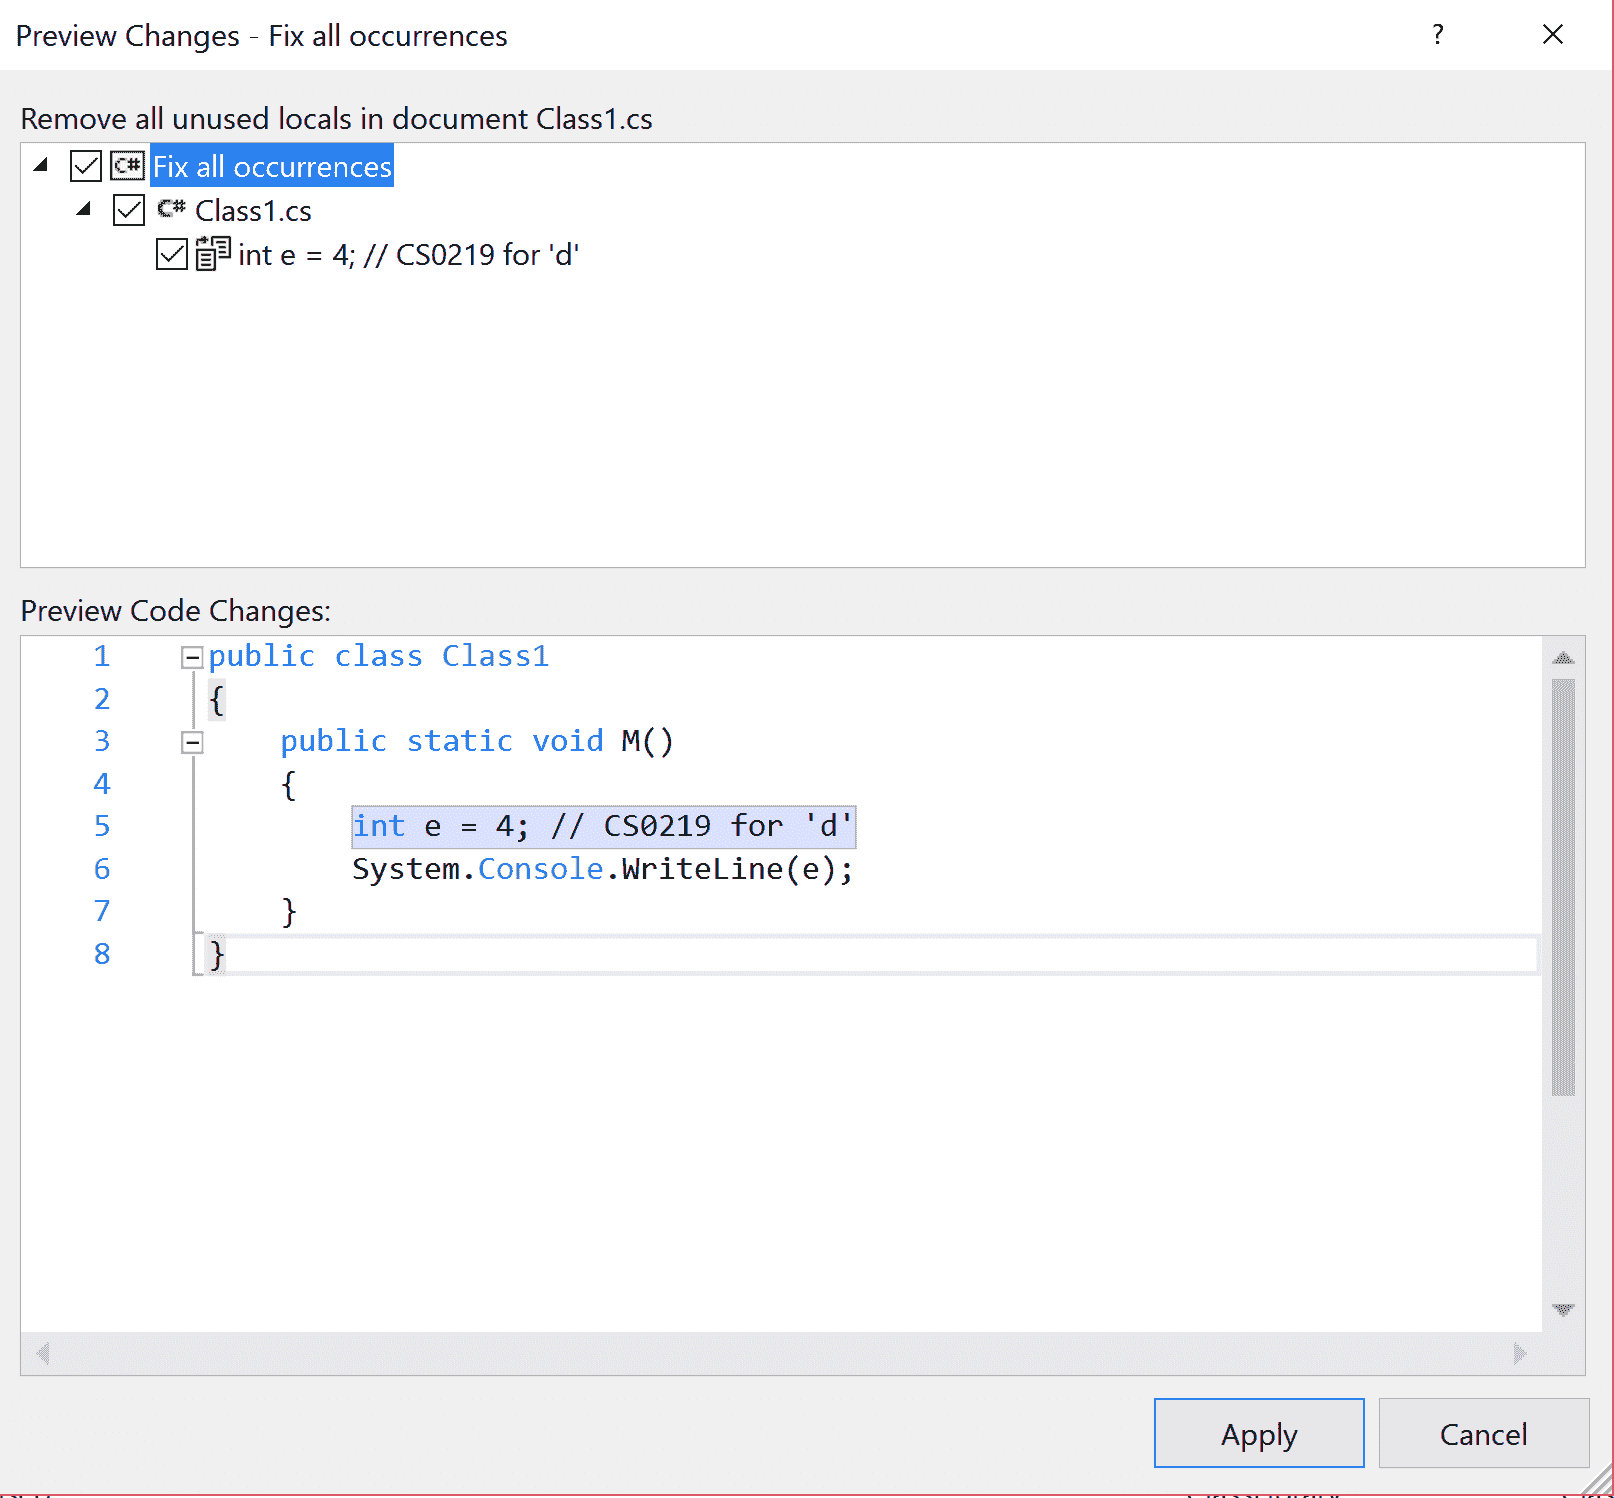 Preview Changes - Fix all occurrences ?
Remove all unused locals in document Class1.cs
C# Fix all occurrences
C# Class1.cs
int e = 4; // CS0219 for 'd'
Preview Code Changes:
1 public class Class1
2 {
3 public static void M()
4 {
5 int e = 4; // CS0219 for 'd'
6 System.Console.WriteLine(e);
7 }
8 }
Apply Cancel